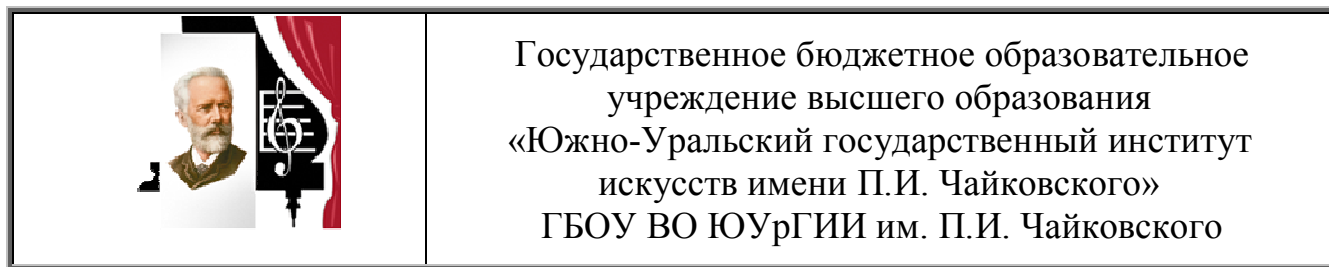 Государственное бюджетное образовательное
учреждение высшего образования
«Южно-Уральский государственный институт
искусств имени П.И. Чайковского»
ГБОУ ВО ЮУрГИИ им. П.И. Чайковского